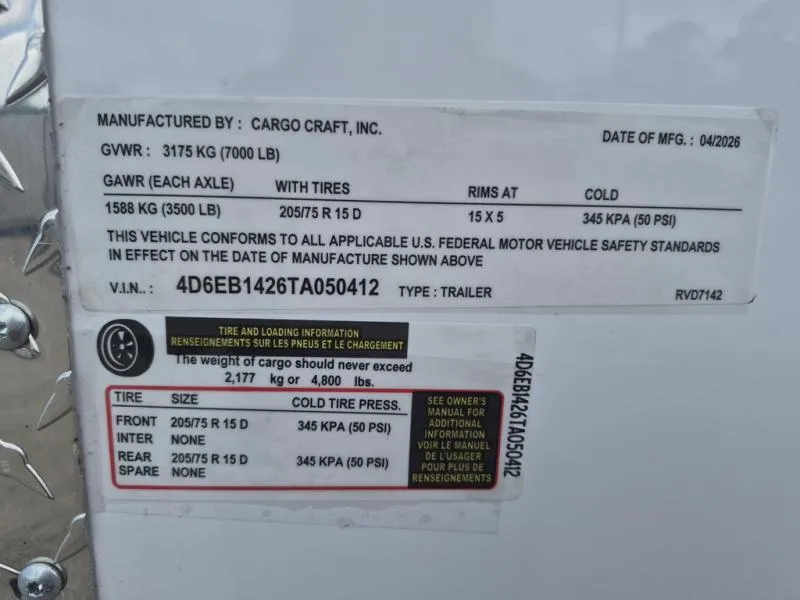 MANUFACTURED BY : CARGO CRAFT, INC.
DATE OF MFG. : 04/2026
GVWR : 3175 KG (7000 LB)
GAWR (EACH AXLE) WITH TIRES RIMS AT COLD
1588 KG (3500 LB) 205/75 R 15 D 15 X 5 345 KPA (50 PSI)
THIS VEHICLE CONFORMS TO ALL APPLICABLE U.S. FEDERAL MOTOR VEHICLE SAFETY STANDARDS
IN EFFECT ON THE DATE OF MANUFACTURE SHOWN ABOVE
V.I.N.. : 4D6EB1426TA050412 TYPE : TRAILER RVD7142
TIRE AND LOADING INFORMATION
RENSEIGNEMENTS SUR LES PNEUS ET LE CHARGEMENT
The weight of cargo should never exceed
2,177 kg or 4,800 lbs.
TIRE SIZE COLD TIRE PRESS.
FRONT 205/75 R 15 D 345 KPA (50 PSI)
INTER NONE
REAR 205/75 R 15 D 345 KPA (50 PSI)
SPARE NONE
SEE OWNER'S
MANUAL FOR
ADDITIONAL
INFORMATION
VOIR LE MANUEL
DE L'USAGER
POUR PLUS DE
RENSEIGNEMENTS
4D6EB1426TA050412